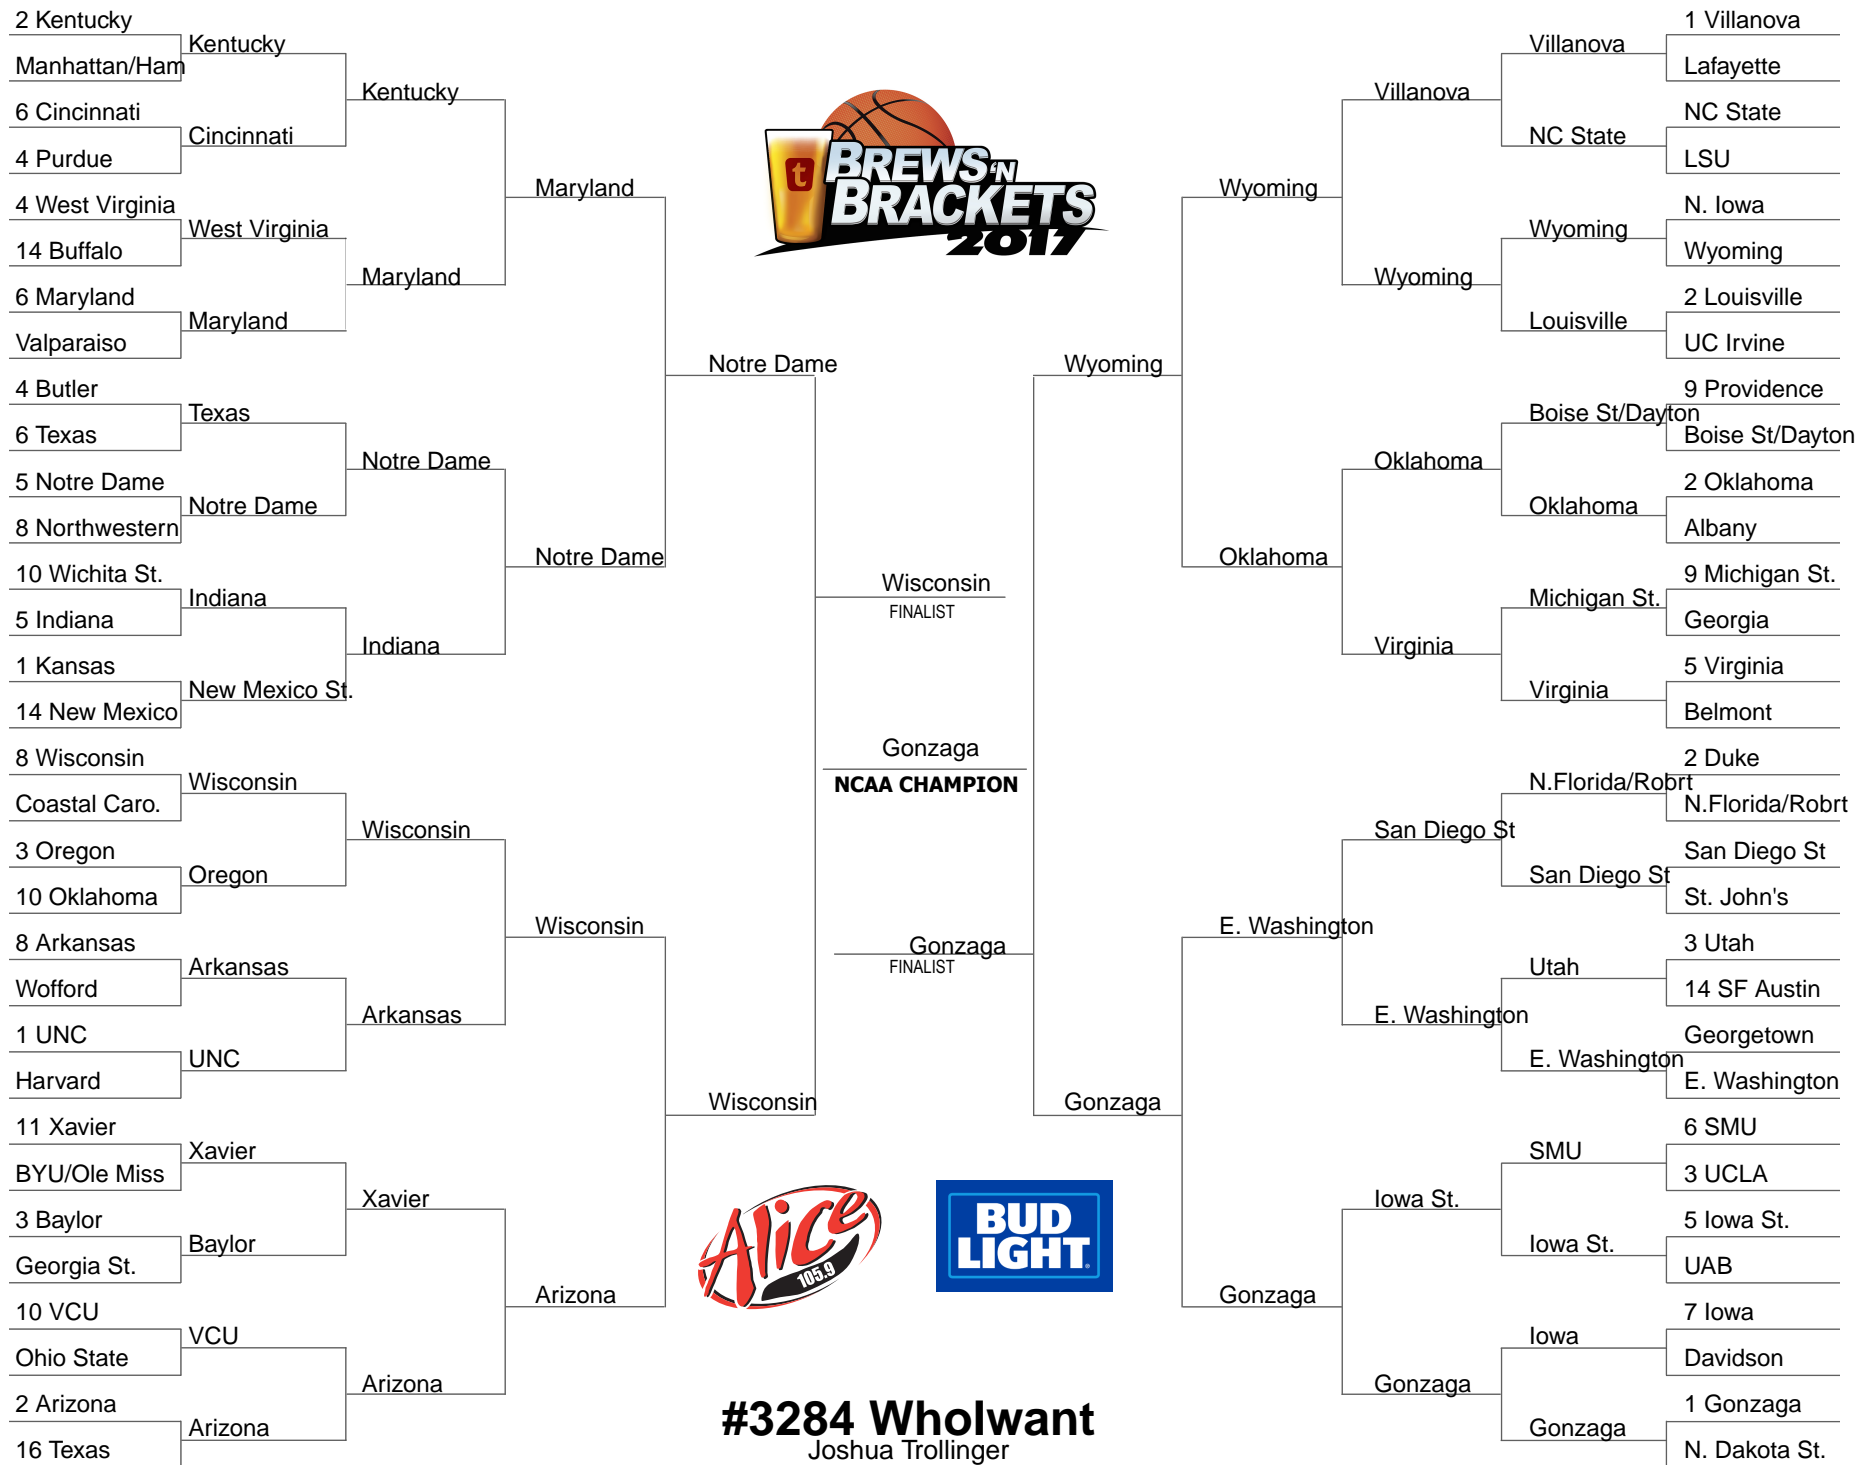 2 Kentucky
Manhattan/Ham
6 Cincinnati
4 Purdue
4 West Virginia
14 Buffalo
6 Maryland
Valparaiso
4 Butler
6 Texas
5 Notre Dame
8 Northwestern
10 Wichita St.
5 Indiana
1 Kansas
14 New Mexico
8 Wisconsin
Coastal Caro.
3 Oregon
10 Oklahoma
8 Arkansas
Wofford
1 UNC
Harvard
11 Xavier
BYU/Ole Miss
3 Baylor
Georgia St.
10 VCU
Ohio State
2 Arizona
16 Texas
Kentucky
Cincinnati
West Virginia
Maryland
Texas
Notre Dame
Indiana
New Mexico St.
Wisconsin
Oregon
Arkansas
UNC
Xavier
Baylor
VCU
Arizona
Kentucky
Maryland
Notre Dame
Indiana
Wisconsin
Arkansas
Xavier
Arizona
Maryland
Notre Dame
Wisconsin
Arizona
Notre Dame
Wisconsin
t
BREWS 'N
BRACKETS
2017
Wisconsin
FINALIST
Gonzaga
NCAA CHAMPION
Gonzaga
FINALIST
Alice
105.9
BUD
LIGHT
#3284 Wholwant
Joshua Trollinger
Wyoming
Gonzaga
Wyoming
Oklahoma
E. Washington
Gonzaga
Villanova
Wyoming
Oklahoma
Virginia
San Diego St
E. Washington
Iowa St.
Gonzaga
Villanova
NC State
Wyoming
Louisville
Boise St/Dayton
Oklahoma
Michigan St.
Virginia
N.Florida/Robrt
San Diego St
Utah
E. Washington
SMU
Iowa St.
Iowa
Gonzaga
1 Villanova
Lafayette
NC State
LSU
N. Iowa
Wyoming
2 Louisville
UC Irvine
9 Providence
Boise St/Dayton
2 Oklahoma
Albany
9 Michigan St.
Georgia
5 Virginia
Belmont
2 Duke
N.Florida/Robrt
San Diego St
St. John's
3 Utah
14 SF Austin
Georgetown
E. Washington
6 SMU
3 UCLA
5 Iowa St.
UAB
7 Iowa
Davidson
1 Gonzaga
N. Dakota St.